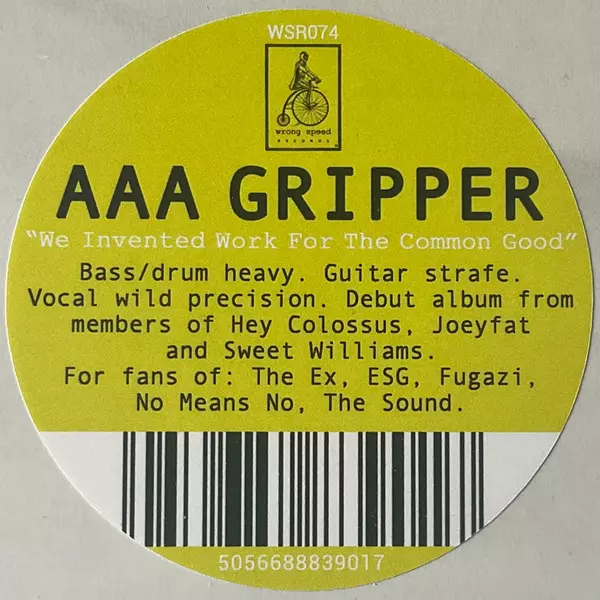 WSR074
wrong speed
RECORDS
AAA GRIPPER
"We Invented Work For The Common Good"
Bass/drum heavy. Guitar strafe.
Vocal wild precision. Debut album from
members of Hey Colossus, Joeyfat
and Sweet Williams.
For fans of: The Ex, ESG, Fugazi,
No Means No, The Sound.
5056688839017